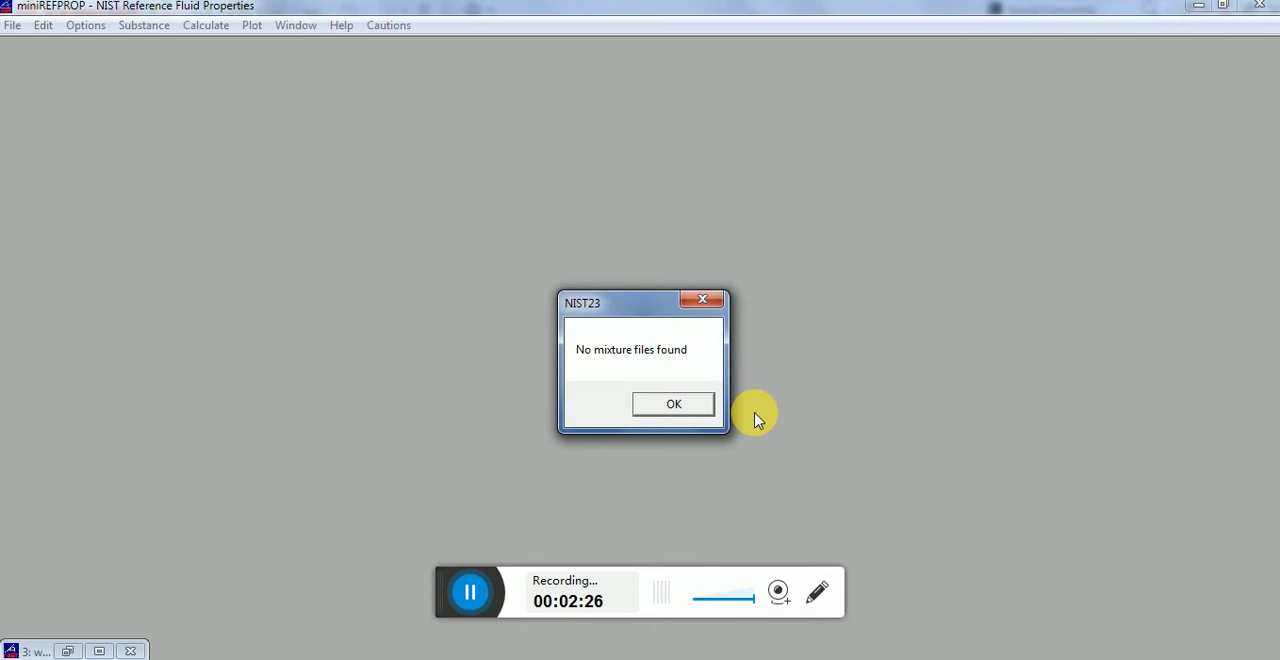 miniREFPROP - NIST Reference Fluid Properties
File Edit Options Substance Calculate Plot Window Help Cautions
NIST23
No mixture files found
OK
Recording...
00:02:26
3: w...